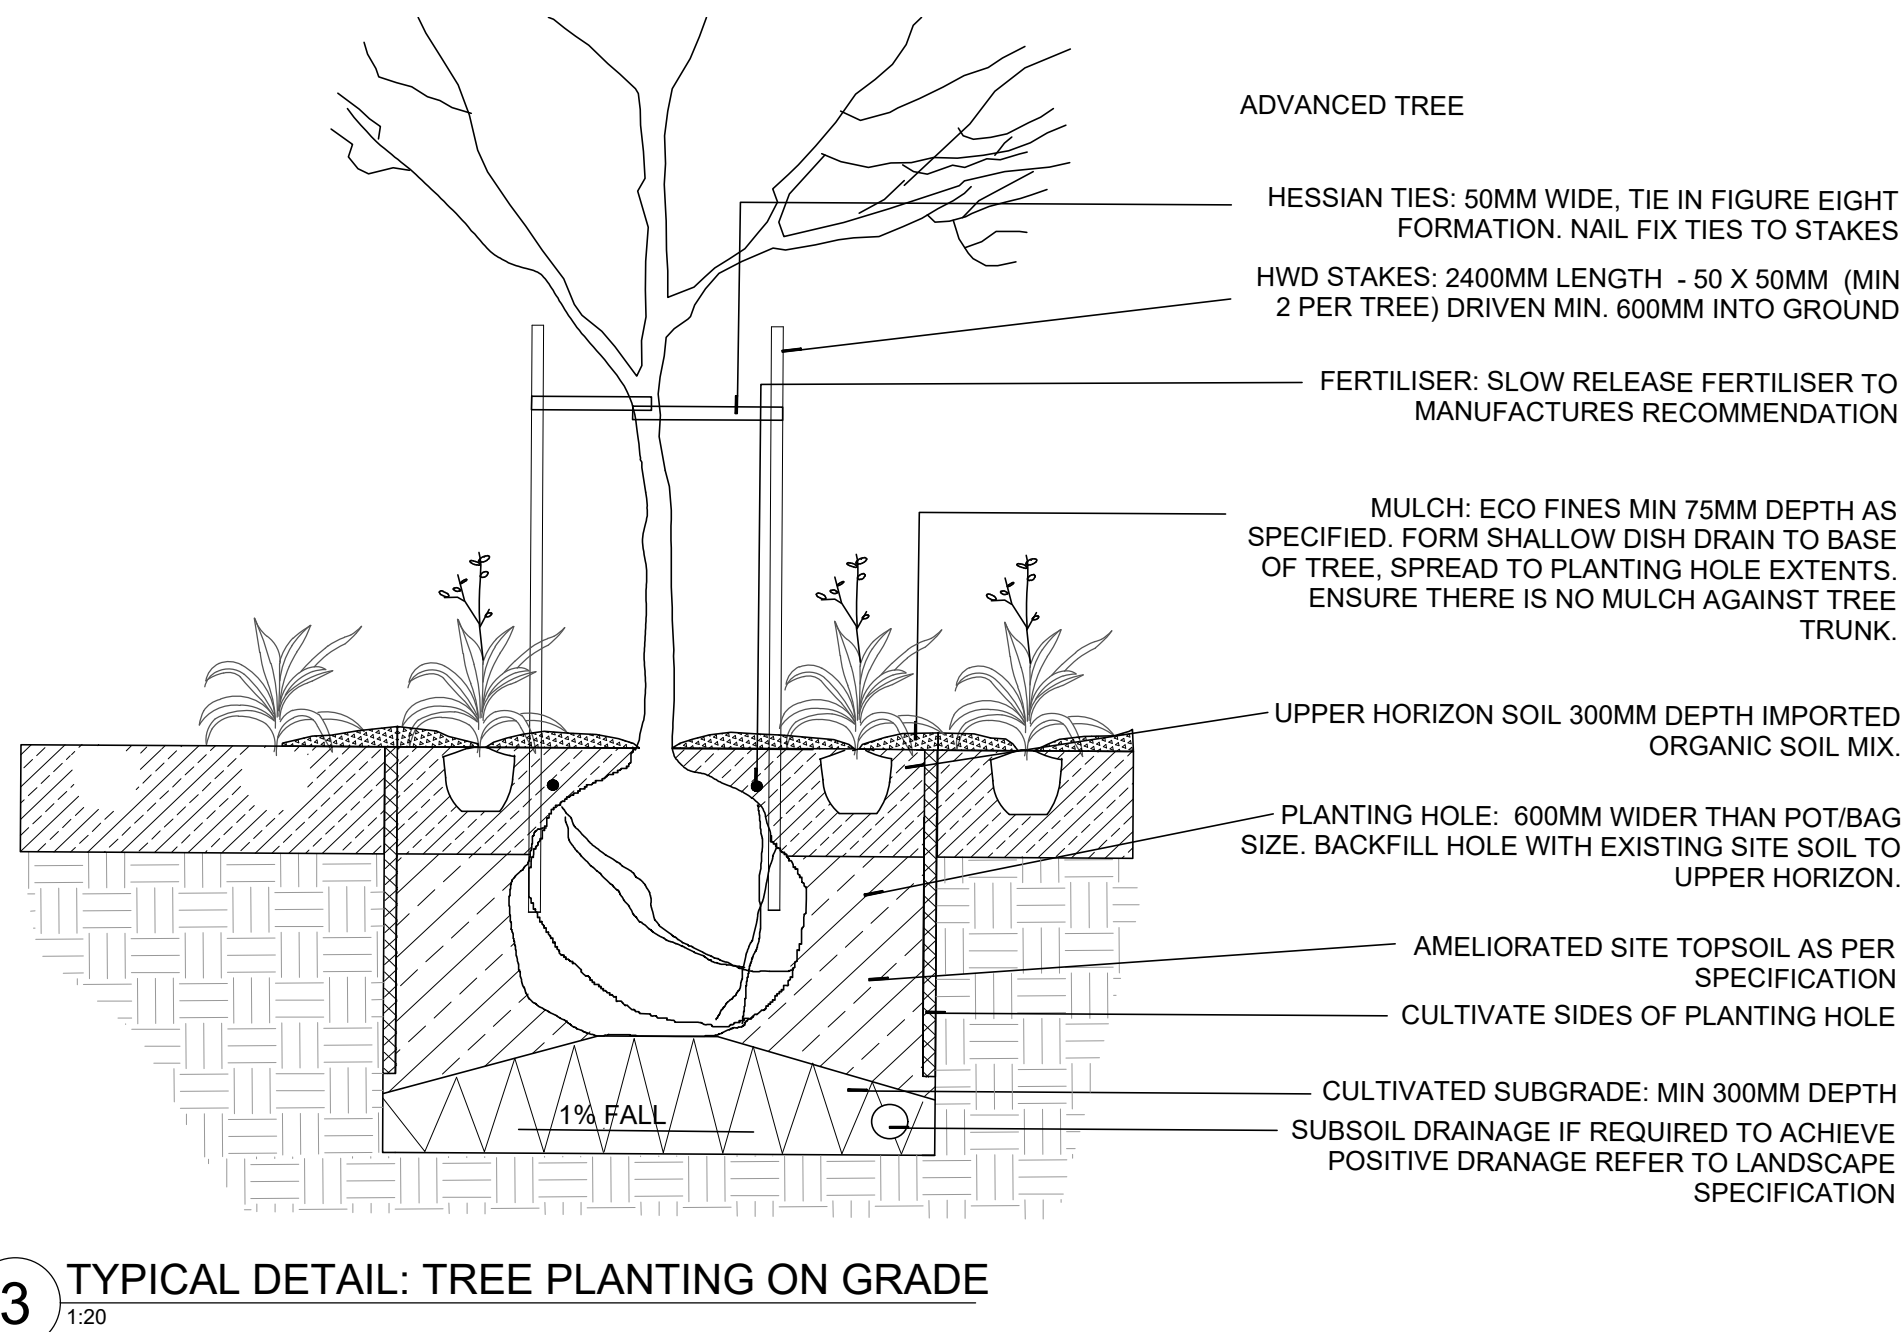 ADVANCED TREE
HESSIAN TIES: 50MM WIDE, TIE IN FIGURE EIGHT
FORMATION. NAIL FIX TIES TO STAKES
HWD STAKES: 2400MM LENGTH - 50 X 50MM (MIN
2 PER TREE) DRIVEN MIN. 600MM INTO GROUND
FERTILISER: SLOW RELEASE FERTILISER TO
MANUFACTURES RECOMMENDATION
MULCH: ECO FINES MIN 75MM DEPTH AS
SPECIFIED. FORM SHALLOW DISH DRAIN TO BASE
OF TREE, SPREAD TO PLANTING HOLE EXTENTS.
ENSURE THERE IS NO MULCH AGAINST TREE
TRUNK.
UPPER HORIZON SOIL 300MM DEPTH IMPORTED
ORGANIC SOIL MIX.
PLANTING HOLE: 600MM WIDER THAN POT/BAG
SIZE. BACKFILL HOLE WITH EXISTING SITE SOIL TO
UPPER HORIZON.
AMELIORATED SITE TOPSOIL AS PER
SPECIFICATION
CULTIVATE SIDES OF PLANTING HOLE
CULTIVATED SUBGRADE: MIN 300MM DEPTH
1% FALL
SUBSOIL DRAINAGE IF REQUIRED TO ACHIEVE
POSITIVE DRANAGE REFER TO LANDSCAPE
SPECIFICATION
3 TYPICAL DETAIL: TREE PLANTING ON GRADE
1:20